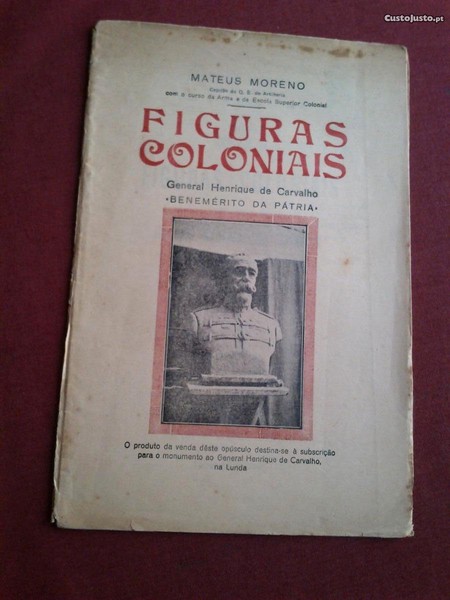 CustoJusto.pt
MATEUS MORENO
Capitão do Q. E. de Artilharia
com o curso da Arma e da Escola Superior Colonial
FIGURAS
COLONIAIS
General Henrique de Carvalho
•BENEMÉRITO DA PÁTRIA•
O produto da venda dêste opúsculo destina-se à subscrição
para o monumento ao General Henrique de Carvalho,
na Lunda